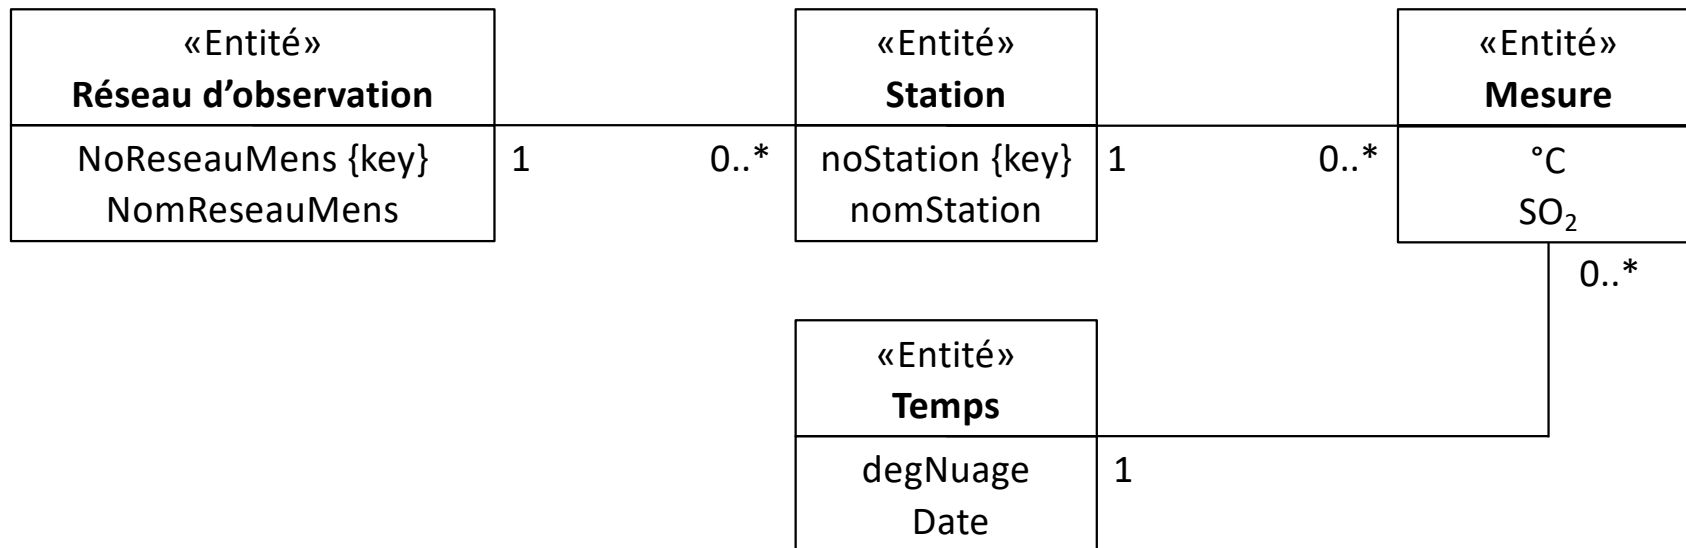 «Entité»
Réseau d’observation
NoReseauMens {key}
NomReseauMens
1
0..*
«Entité»
Station
noStation {key}
nomStation
1
0..*
«Entité»
Mesure
°C
SO₂
0..*
«Entité»
Temps
degNuage
Date
1